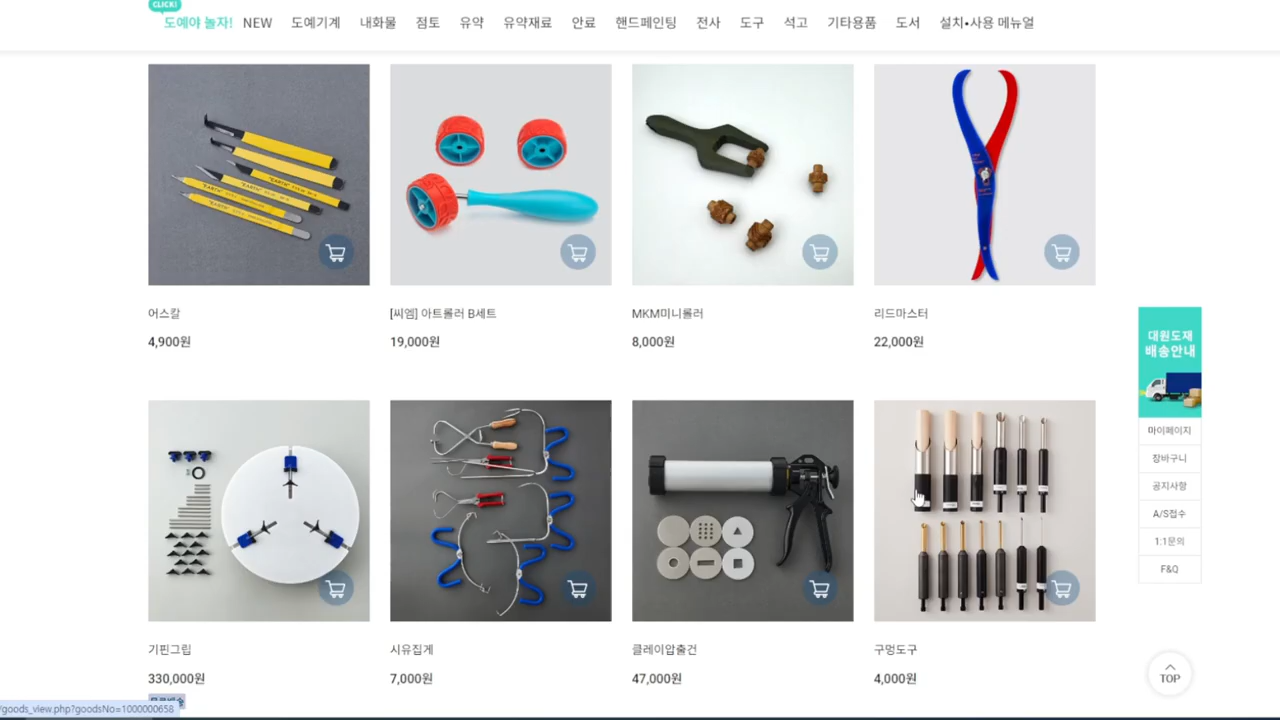 CLICK!
도예야 놀자! NEW 도예기계 내화물 점토 유약 유약재료 안료 핸드페인팅 전사 도구 석고 기타용품 도서 설치•사용 메뉴얼
어스칼
4,900원
[씨엠] 아트롤러 B세트
19,000원
MKM미니롤러
8,000원
리드마스터
22,000원
대원도재
배송안내
마이페이지
장바구니
공지사항
A/S접수
1:1문의
F&Q
기핀그립
330,000원
시유집게
7,000원
클레이압출건
47,000원
구멍도구
4,000원
TOP
/goods_view.php?goodsNo=1000000658